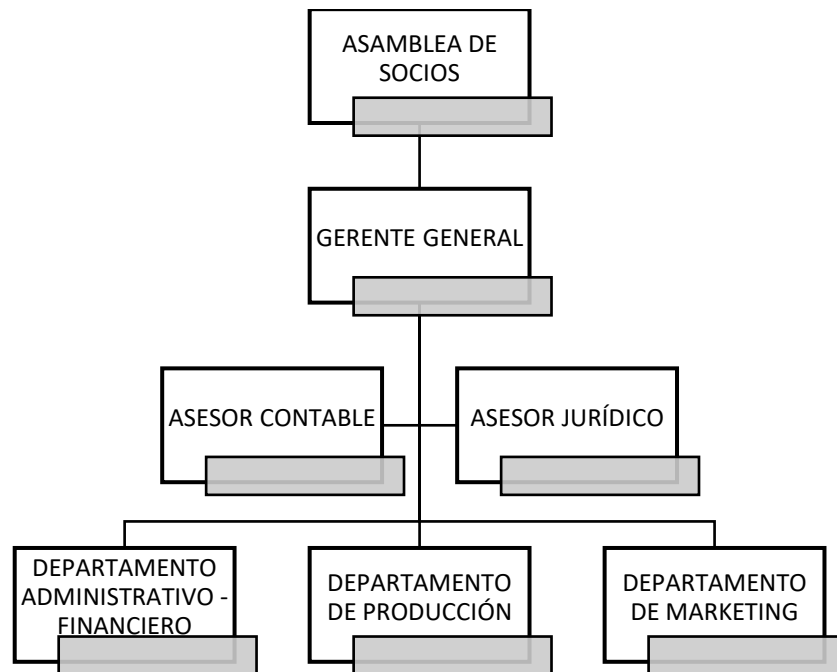 ASAMBLEA DE
SOCIOS
GERENTE GENERAL
ASESOR CONTABLE
ASESOR JURÍDICO
DEPARTAMENTO
ADMINISTRATIVO -
FINANCIERO
DEPARTAMENTO
DE PRODUCCIÓN
DEPARTAMENTO
DE MARKETING